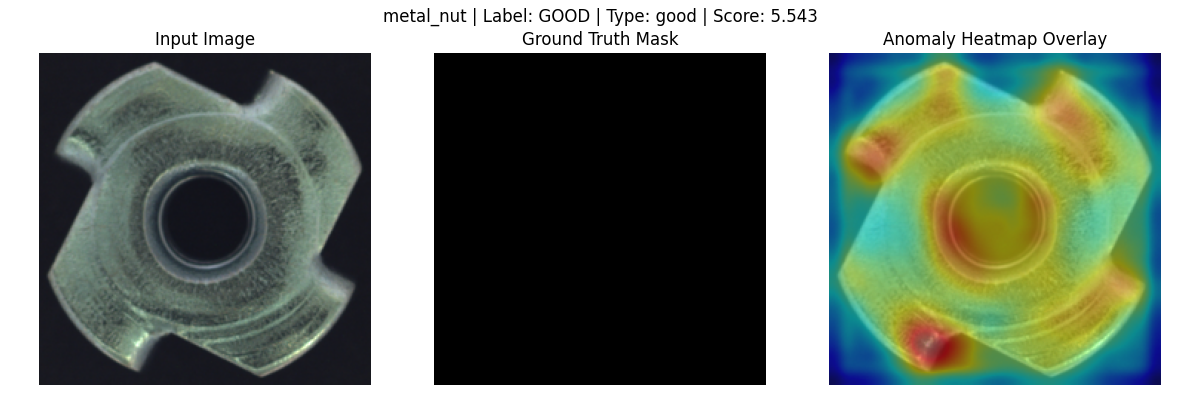 metal_nut | Label: GOOD | Type: good | Score: 5.543
Input Image
Ground Truth Mask
Anomaly Heatmap Overlay